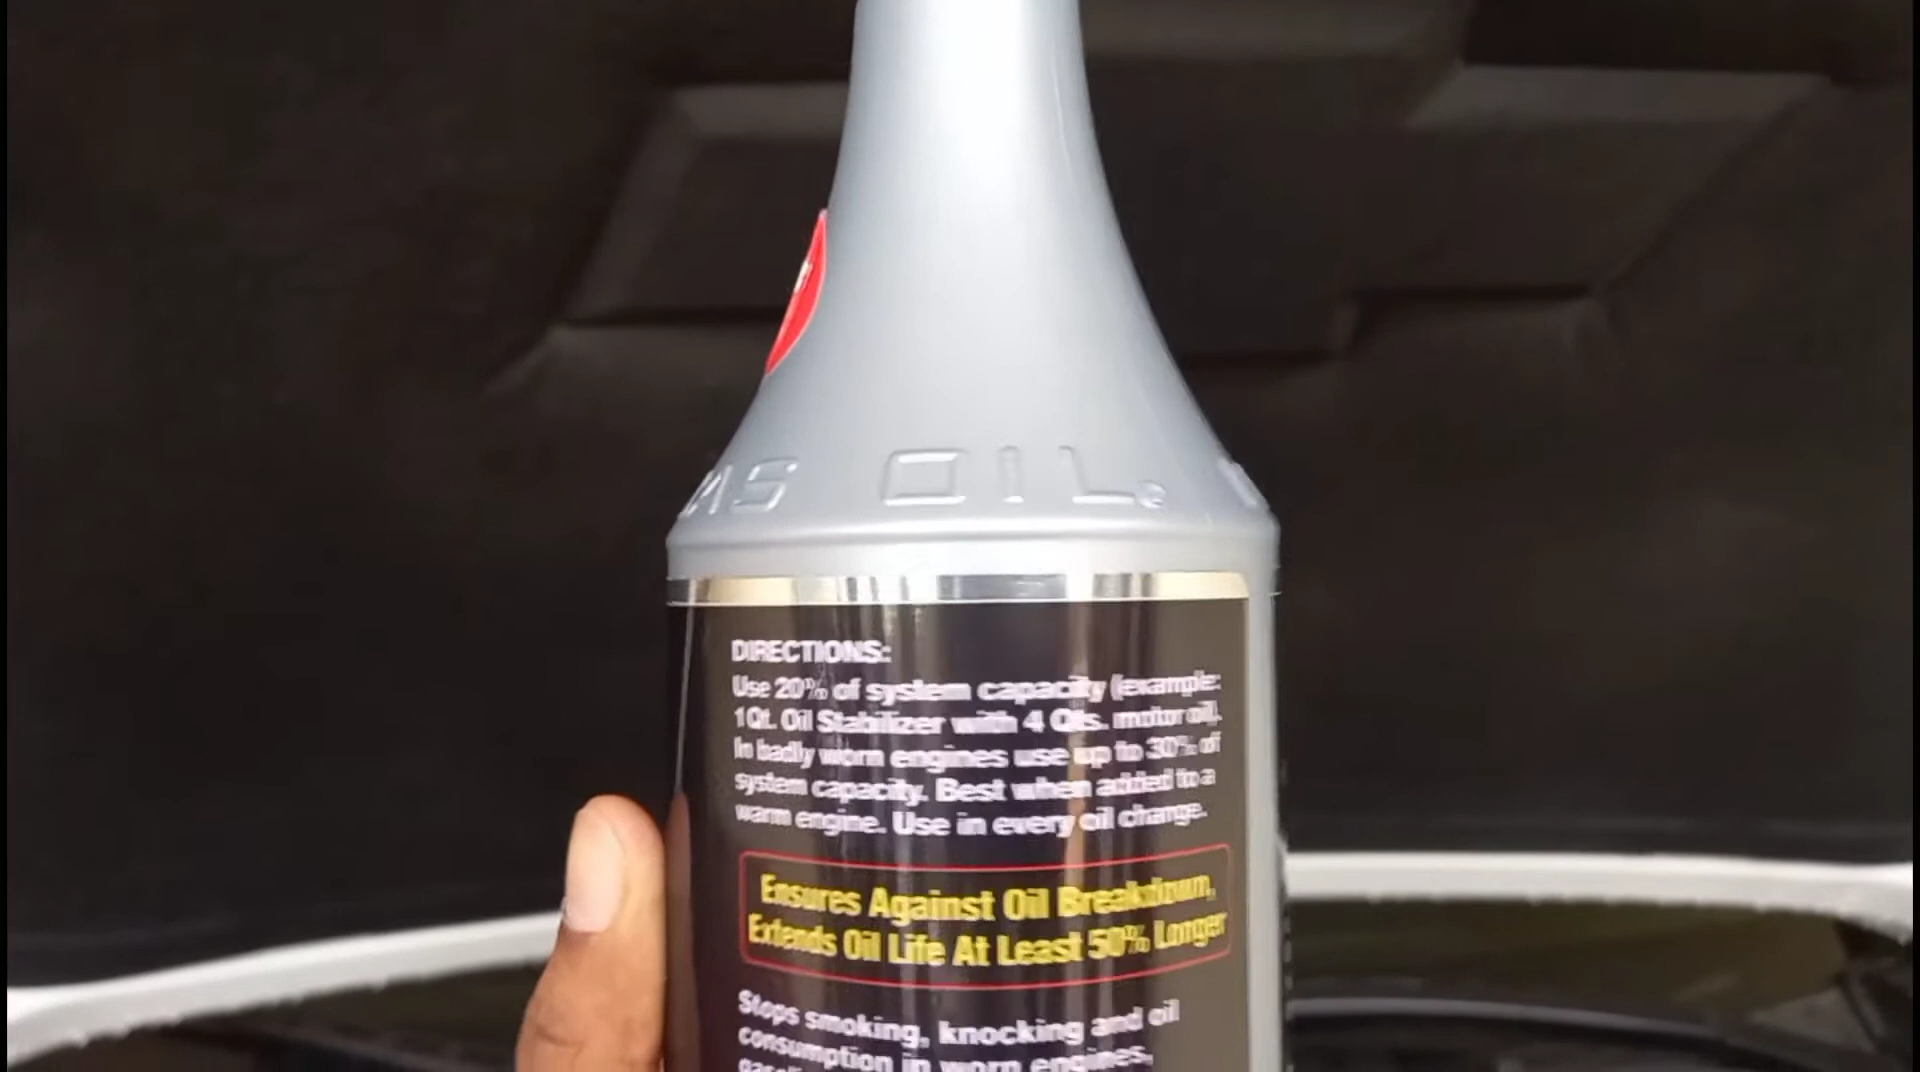 AS OIL.
DIRECTIONS:
Use 20% of system capacity (example:
1 Qt. Oil Stabilizer with 4 Qts. motor oil).
In badly worn engines use up to 30% of
system capacity. Best when added to a
warm engine. Use in every oil change.
Ensures Against Oil Breakdown,
Extends Oil Life At Least 50% Longer
Stops smoking, knocking and oil
consumption in worn engines,